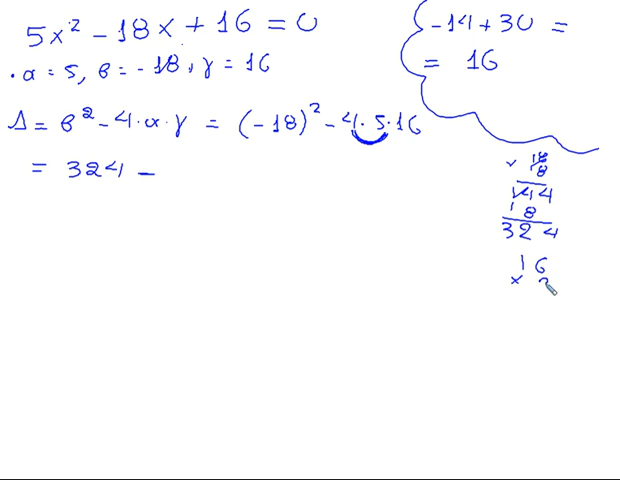 5x² - 18x + 16 = 0
• α = 5, β = - 18, γ = 16
Δ = β² - 4·α·γ = (-18)² - 4·5·16
= 324 -
- 14 + 30 =
= 16
× 18
18
144
18
324
16
×